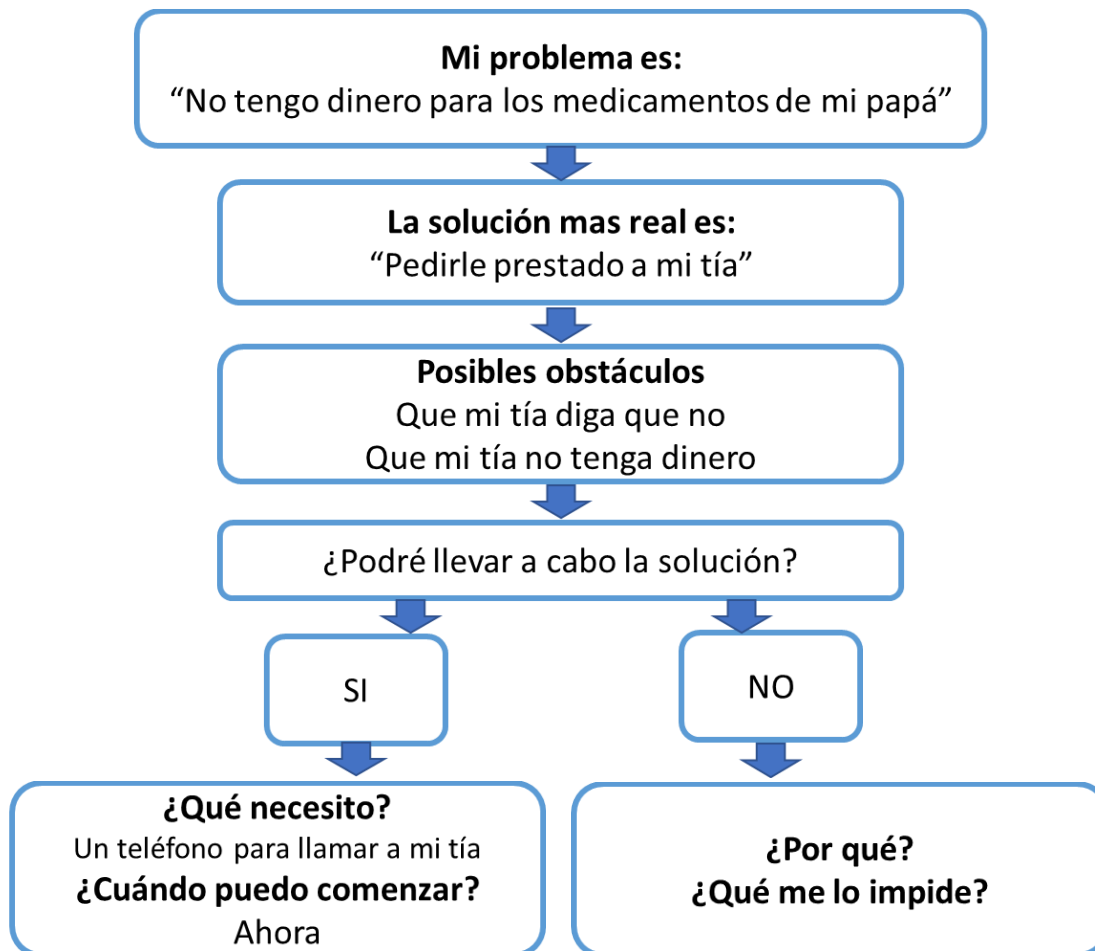 Mi problema es:
“No tengo dinero para los medicamentos de mi papá”
La solución mas real es:
“Pedirle prestado a mi tía”
Posibles obstáculos
Que mi tía diga que no
Que mi tía no tenga dinero
¿Podré llevar a cabo la solución?
SI
NO
¿Qué necesito?
Un teléfono para llamar a mi tía
¿Cuándo puedo comenzar?
Ahora
¿Por qué?
¿Qué me lo impide?